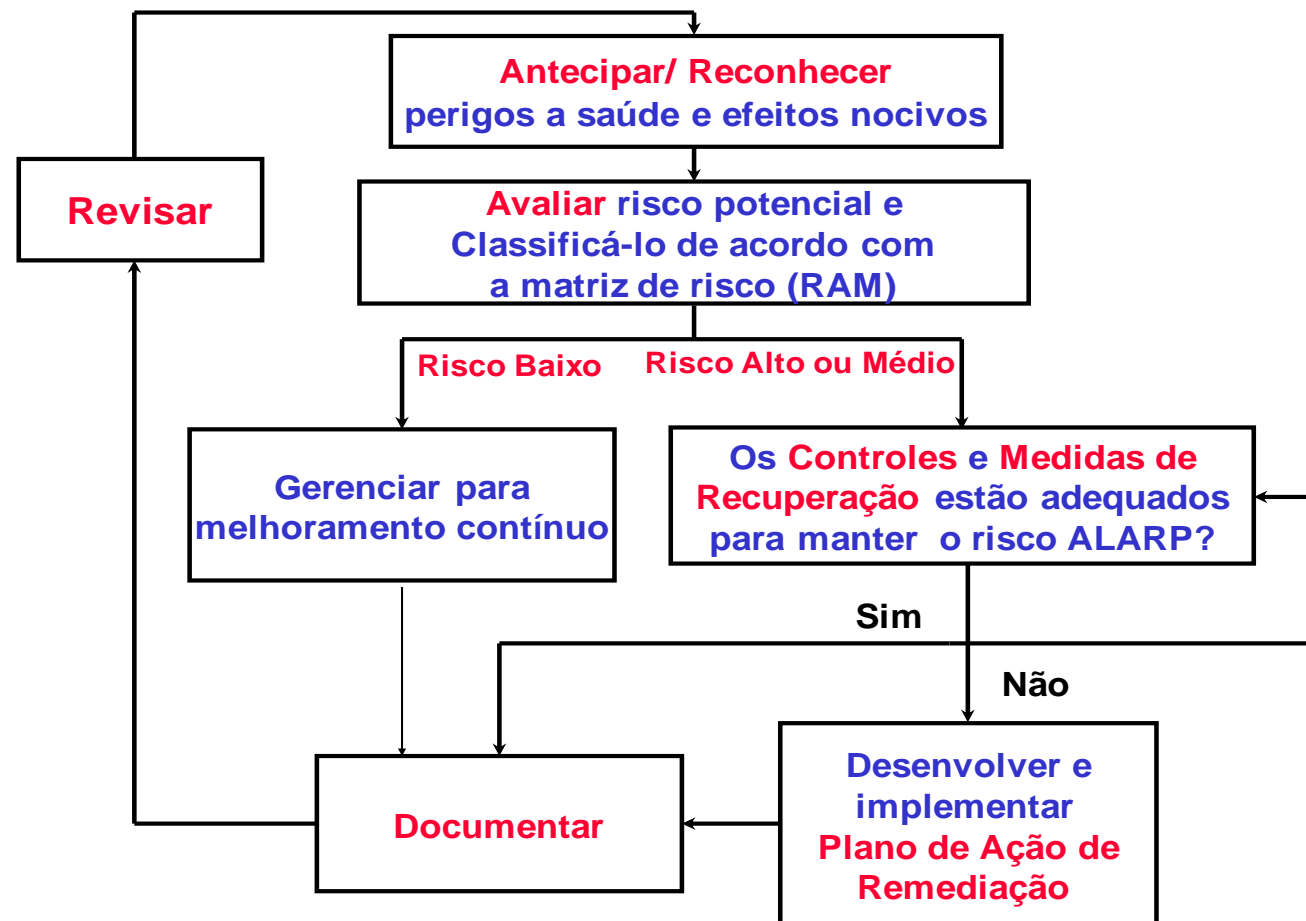 Antecipar/ Reconhecer
perigos a saúde e efeitos nocivos
Revisar
Avaliar risco potencial e
Classificá-lo de acordo com
a matriz de risco (RAM)
Risco Baixo
Risco Alto ou Médio
Gerenciar para
melhoramento contínuo
Os Controles e Medidas de
Recuperação estão adequados
para manter o risco ALARP?
Sim
Não
Documentar
Desenvolver e
implementar
Plano de Ação de
Remediação